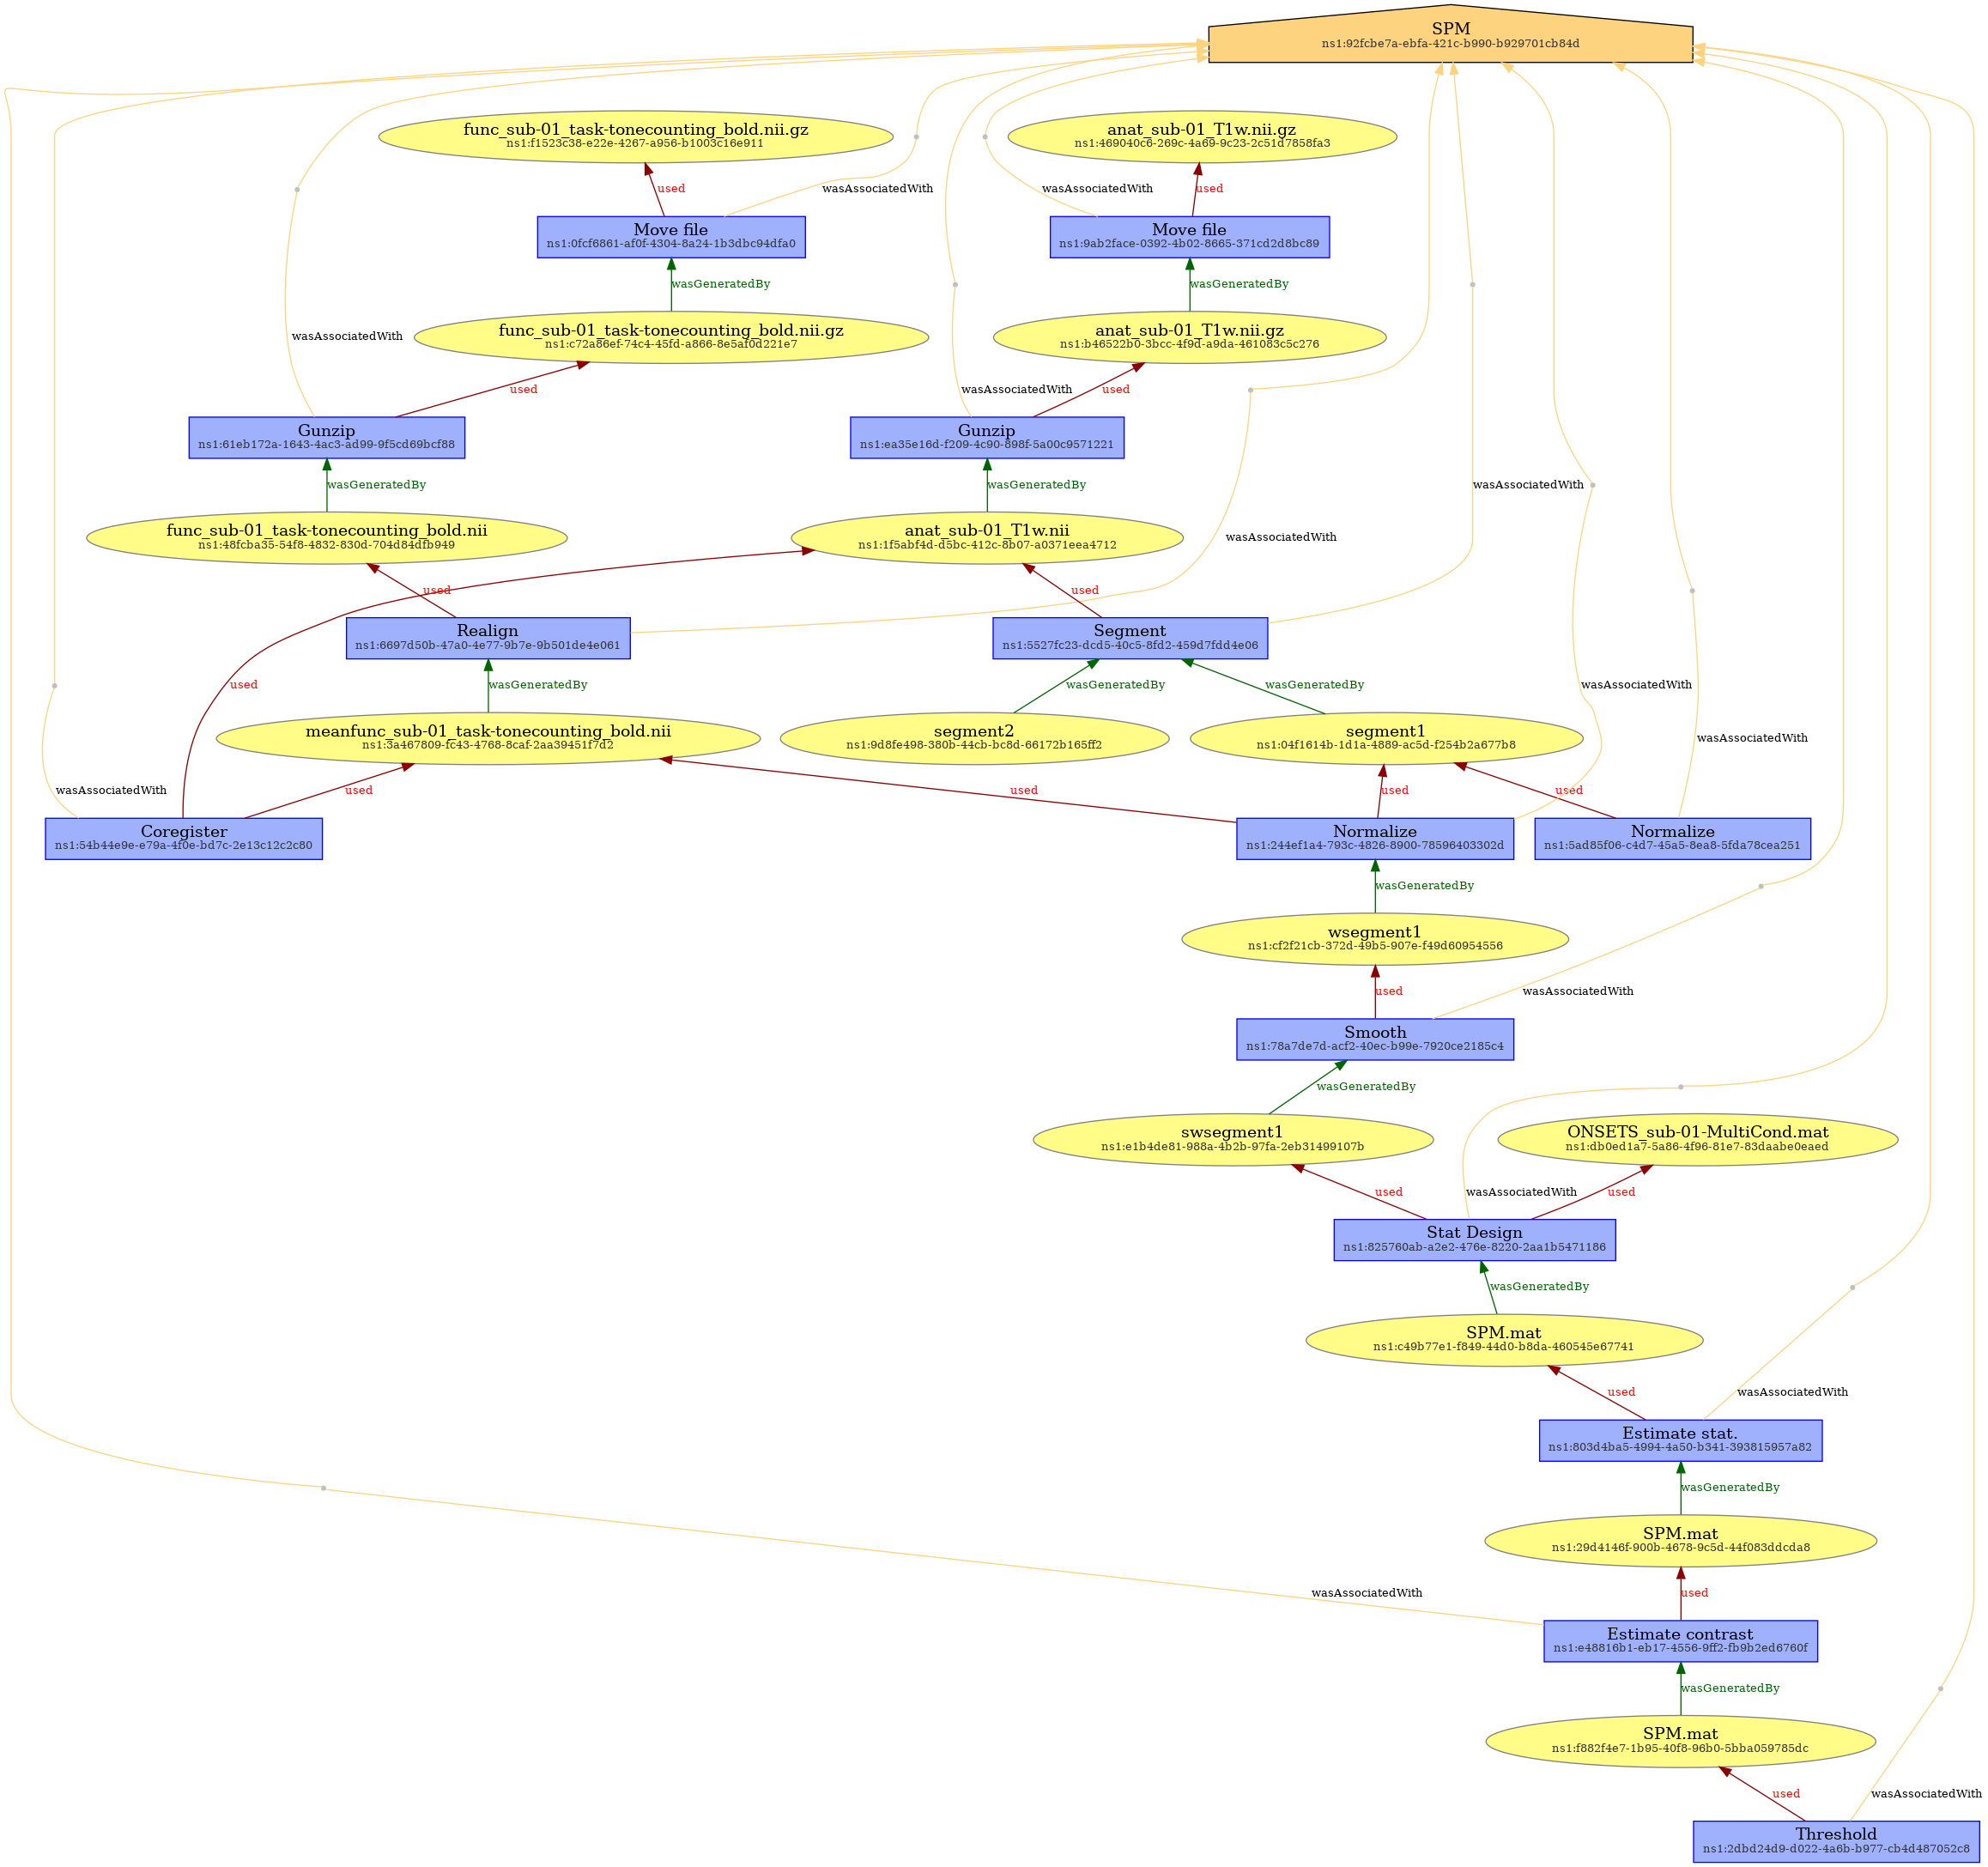 SPM
ns1:92fcbe7a-ebfa-421c-b990-b929701cb84d
func_sub-01_task-tonecounting_bold.nii.gz
ns1:f1523c38-e22e-4267-a956-b1003c16e911
anat_sub-01_T1w.nii.gz
ns1:469040c6-269c-4a69-9c23-2c51d7858fa3
used
wasAssociatedWith
wasAssociatedWith
used
Move file
ns1:0fcf6861-af0f-4304-8a24-1b3dbc94dfa0
Move file
ns1:9ab2face-0392-4b02-8665-371cd2d8bc89
wasGeneratedBy
wasGeneratedBy
wasAssociatedWith
func_sub-01_task-tonecounting_bold.nii.gz
ns1:c72a86ef-74c4-45fd-a866-8e5af0d221e7
anat_sub-01_T1w.nii.gz
ns1:b46522b0-3bcc-4f9d-a9da-461083c5c276
used
wasAssociatedWith
used
Gunzip
ns1:61eb172a-1643-4ac3-ad99-9f5cd69bcf88
Gunzip
ns1:ea35e16d-f209-4c90-898f-5a00c9571221
wasGeneratedBy
wasGeneratedBy
wasAssociatedWith
func_sub-01_task-tonecounting_bold.nii
ns1:48fcba35-54f8-4832-830d-704d84dfb949
anat_sub-01_T1w.nii
ns1:1f5abf4d-d5bc-412c-8b07-a0371eea4712
wasAssociatedWith
used
used
Realign
ns1:6697d50b-47a0-4e77-9b7e-9b501de4e061
Segment
ns1:5527fc23-dcd5-40c5-8fd2-459d7fdd4e06
used
wasGeneratedBy
wasGeneratedBy
wasGeneratedBy
wasAssociatedWith
meanfunc_sub-01_task-tonecounting_bold.nii
ns1:3a467809-fc43-4768-8caf-2aa39451f7d2
segment2
ns1:9d8fe498-380b-44cb-bc8d-66172b165ff2
segment1
ns1:04f1614b-1d1a-4889-ac5d-f254b2a677b8
wasAssociatedWith
wasAssociatedWith
used
used
used
used
Coregister
ns1:54b44e9e-e79a-4f0e-bd7c-2e13c12c2c80
Normalize
ns1:244ef1a4-793c-4826-8900-78596403302d
Normalize
ns1:5ad85f06-c4d7-45a5-8ea8-5fda78cea251
wasGeneratedBy
wsegment1
ns1:cf2f21cb-372d-49b5-907e-f49d60954556
used
wasAssociatedWith
Smooth
ns1:78a7de7d-acf2-40ec-b99e-7920ce2185c4
wasGeneratedBy
swsegment1
ns1:e1b4de81-988a-4b2b-97fa-2eb31499107b
ONSETS_sub-01-MultiCond.mat
ns1:db0ed1a7-5a86-4f96-81e7-83daabe0eaed
used
wasAssociatedWith
used
Stat Design
ns1:825760ab-a2e2-476e-8220-2aa1b5471186
wasGeneratedBy
SPM.mat
ns1:c49b77e1-f849-44d0-b8da-460545e67741
used
wasAssociatedWith
Estimate stat.
ns1:803d4ba5-4994-4a50-b341-393815957a82
wasGeneratedBy
SPM.mat
ns1:29d4146f-900b-4678-9c5d-44f083ddcda8
wasAssociatedWith
used
Estimate contrast
ns1:e48816b1-eb17-4556-9ff2-fb9b2ed6760f
wasGeneratedBy
SPM.mat
ns1:f882f4e7-1b95-40f8-96b0-5bba059785dc
used
wasAssociatedWith
Threshold
ns1:2dbd24d9-d022-4a6b-b977-cb4d487052c8